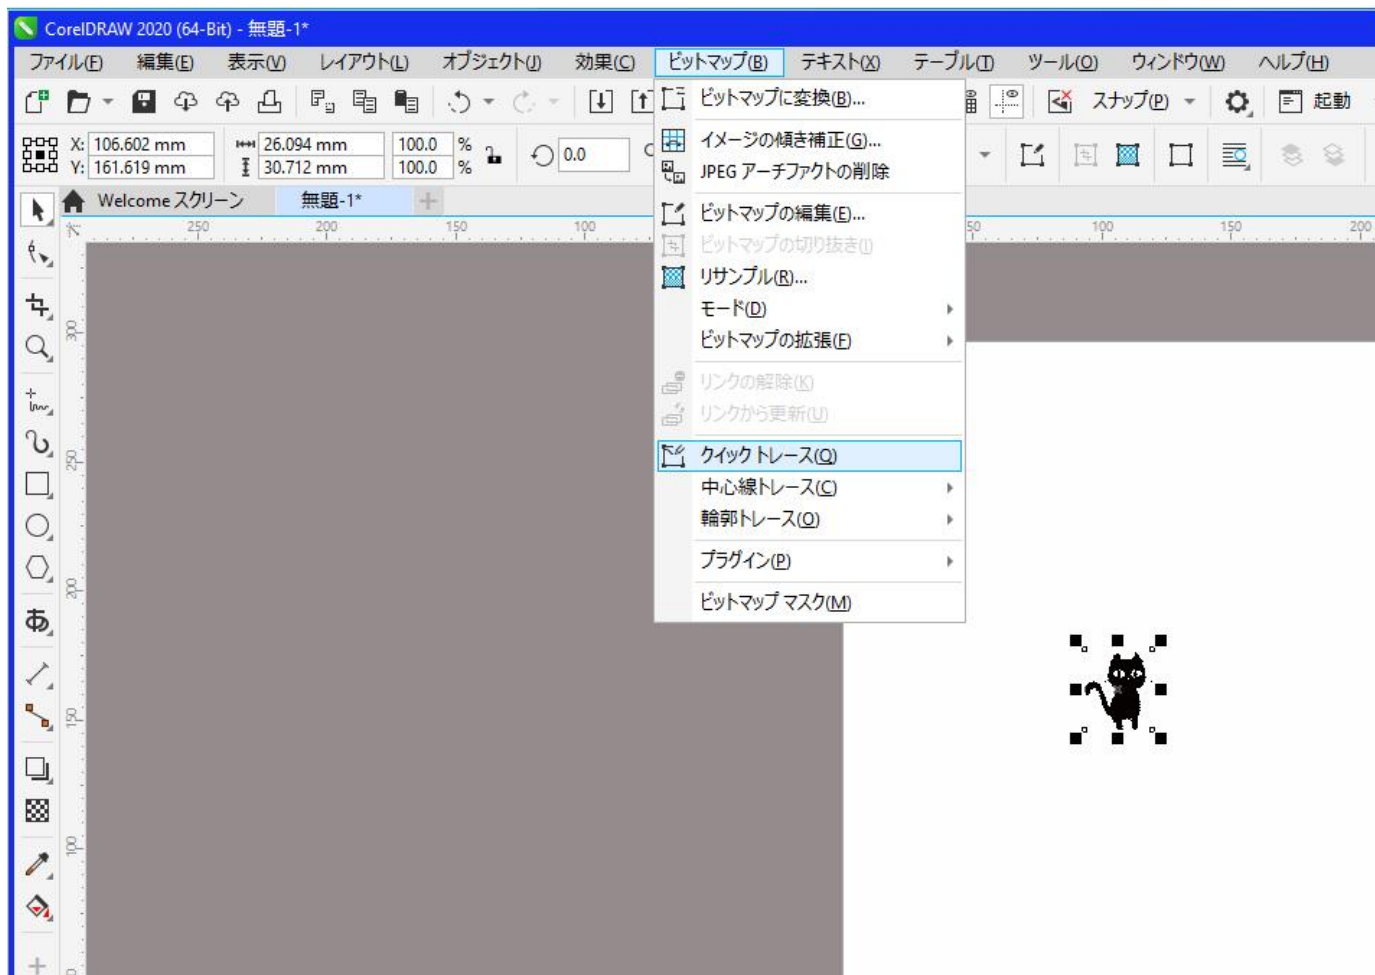 CorelDRAW 2020 (64-Bit) - 無題-1*
ファイル(F) 編集(E) 表示(V) レイアウト(L) オブジェクト(J) 効果(C) ビットマップ(B) テキスト(X) テーブル(T) ツール(O) ウィンドウ(W) ヘルプ(H)
スナップ(P) 起動
X: 106.602 mm 26.094 mm 100.0 % 0.0
Y: 161.619 mm 30.712 mm 100.0 %
Welcome スクリーン 無題-1*
250 200 150 100 50 100 150 200
ビットマップに変換(B)...
イメージの傾き補正(G)...
JPEG アーチファクトの削除
ビットマップの編集(E)...
ビットマップの切り抜き(I)
リサンプル(R)...
モード(D)
ビットマップの拡張(F)
リンクの解除(K)
リンクから更新(U)
クイック トレース(Q)
中心線トレース(C)
輪郭トレース(O)
プラグイン(P)
ビットマップ マスク(M)
300
250
200
あ
150
100